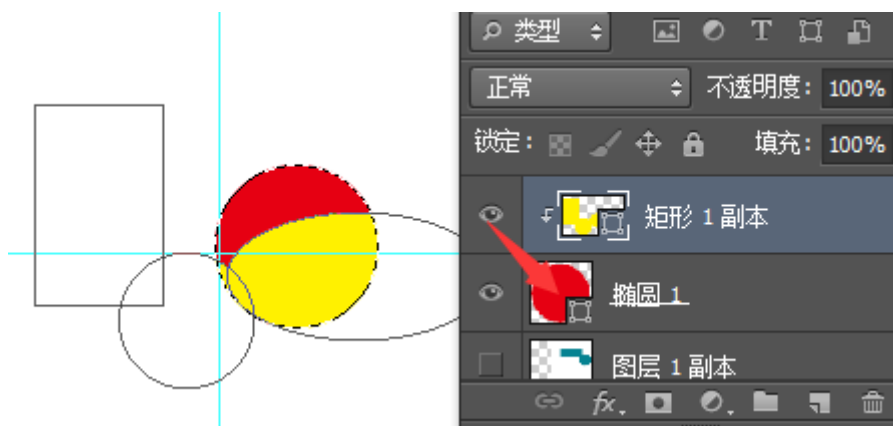 类型
T
正常 不透明度: 100%
锁定: 填充: 100%
矩形 1 副本
椭圆 1
图层 1 副本
fx